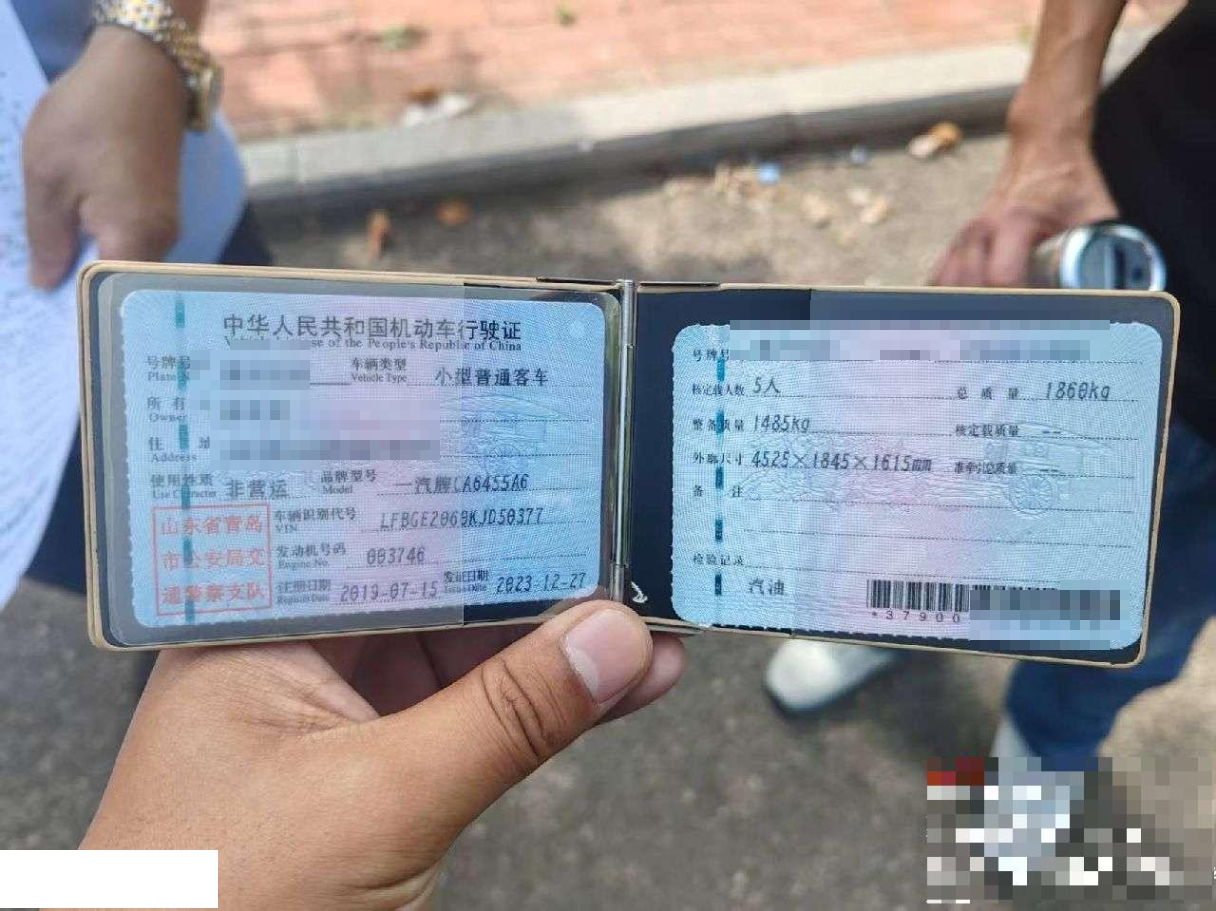 中华人民共和国机动车行驶证
of the People's Republic of China
号牌号
车辆类型 小型普通客车
Vehicle Type
所有
Owner
住 址
Address
使用性质 非营运 品牌型号 一汽牌CA6455A6
Use Character Model
山东省青岛
市公安局交
通警察支队
车辆识别代号 LFBGE2060KJD50377
VIN
发动机号码 003746
Engine No.
注册日期 2019-07-15 发证日期 2023-12-27
Register Date Issue Date
号牌号
核定载人数 5人 总质量 1860kg
整备质量 1485kg 核定载质量 --
外廓尺寸 4525×1845×1615mm 准牵引总质量 --
备 注
检验记录
汽油
*37900